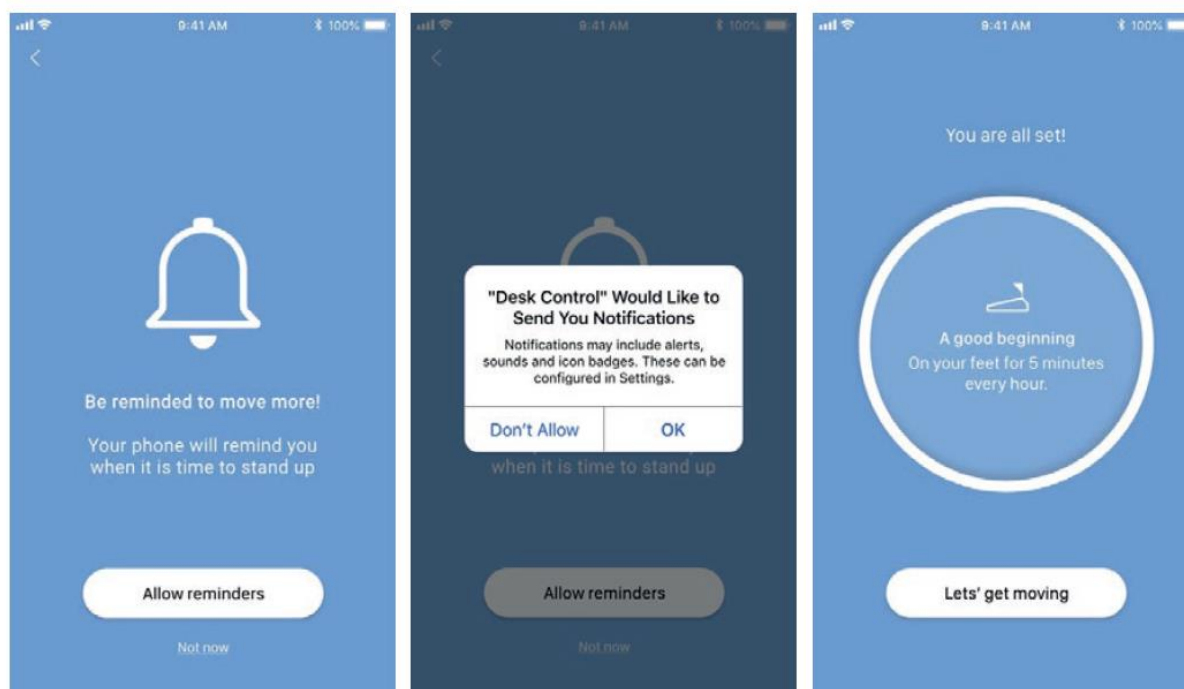 9:41 AM
100%
Be reminded to move more!
Your phone will remind you
when it is time to stand up
Allow reminders
Not now
9:41 AM
100%
"Desk Control" Would Like to
Send You Notifications
Notifications may include alerts,
sounds and icon badges. These can be
configured in Settings.
Don't Allow
OK
when it is time to stand up
Allow reminders
Not now
9:41 AM
100%
You are all set!
A good beginning
On your feet for 5 minutes
every hour.
Lets' get moving